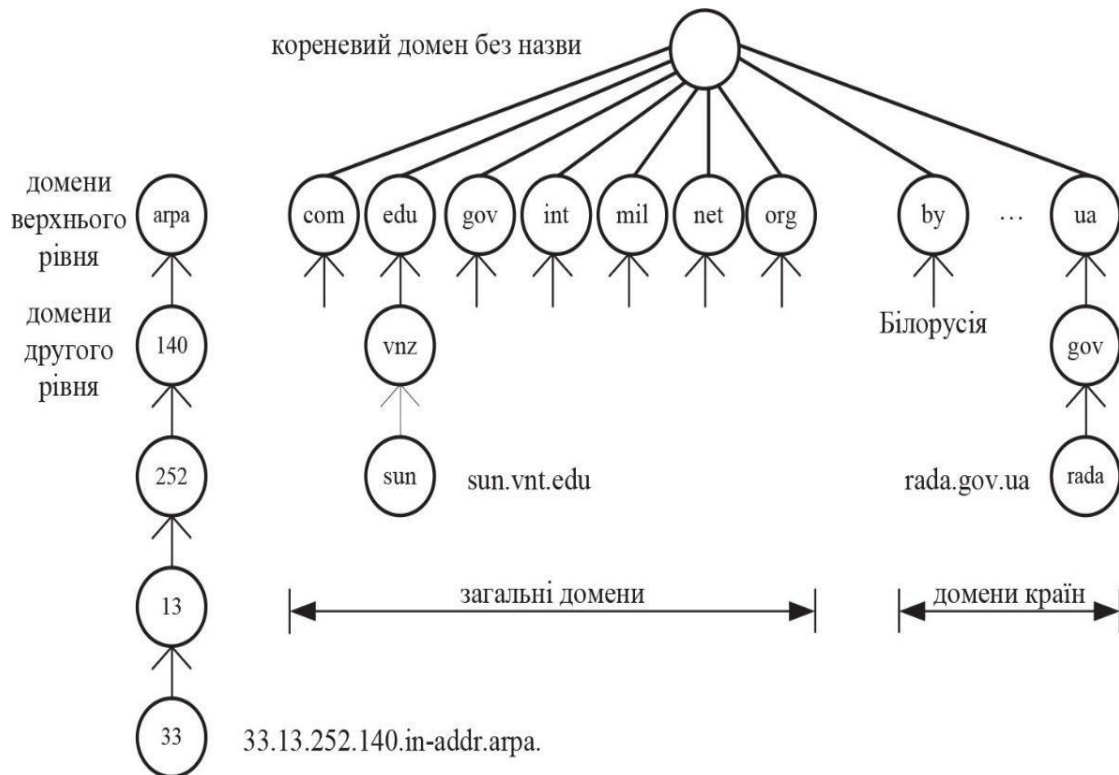 кореневий домен без назви
домени
верхнього
рівня
arpa
com
edu
gov
int
mil
net
org
by
...
ua
домени
другого
рівня
140
vnz
Білорусія
gov
252
sun
sun.vnt.edu
rada.gov.ua
rada
13
загальні домени
домени країн
33
33.13.252.140.in-addr.arpa.